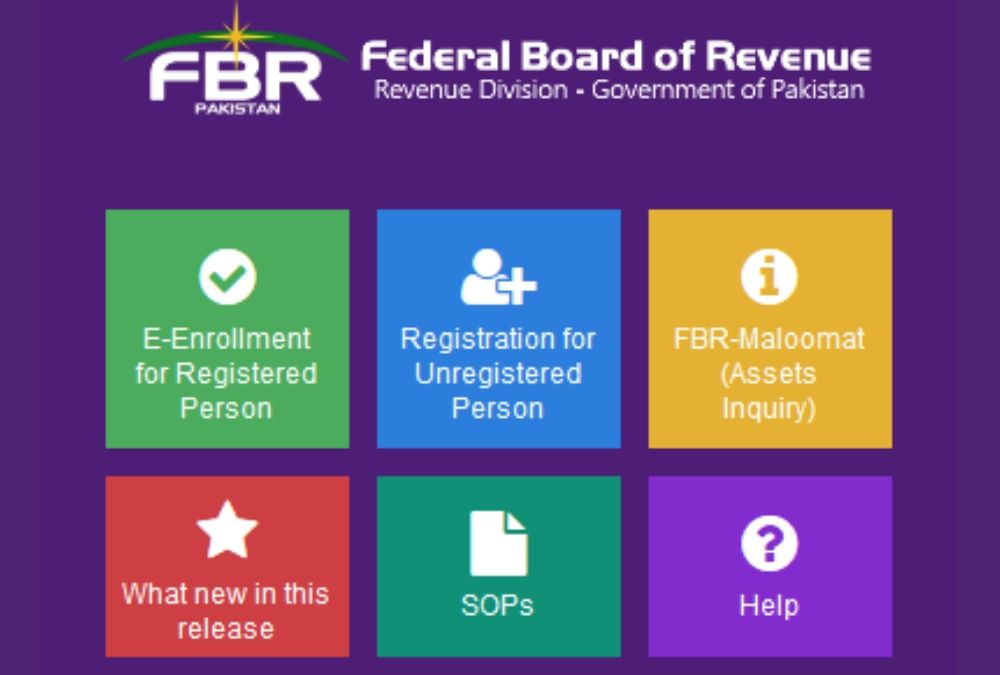 FBR
PAKISTAN
Federal Board of Revenue
Revenue Division - Government of Pakistan
E-Enrollment
for Registered
Person
Registration for
Unregistered
Person
FBR-Maloomat
(Assets
Inquiry)
What new in this
release
SOPs
Help